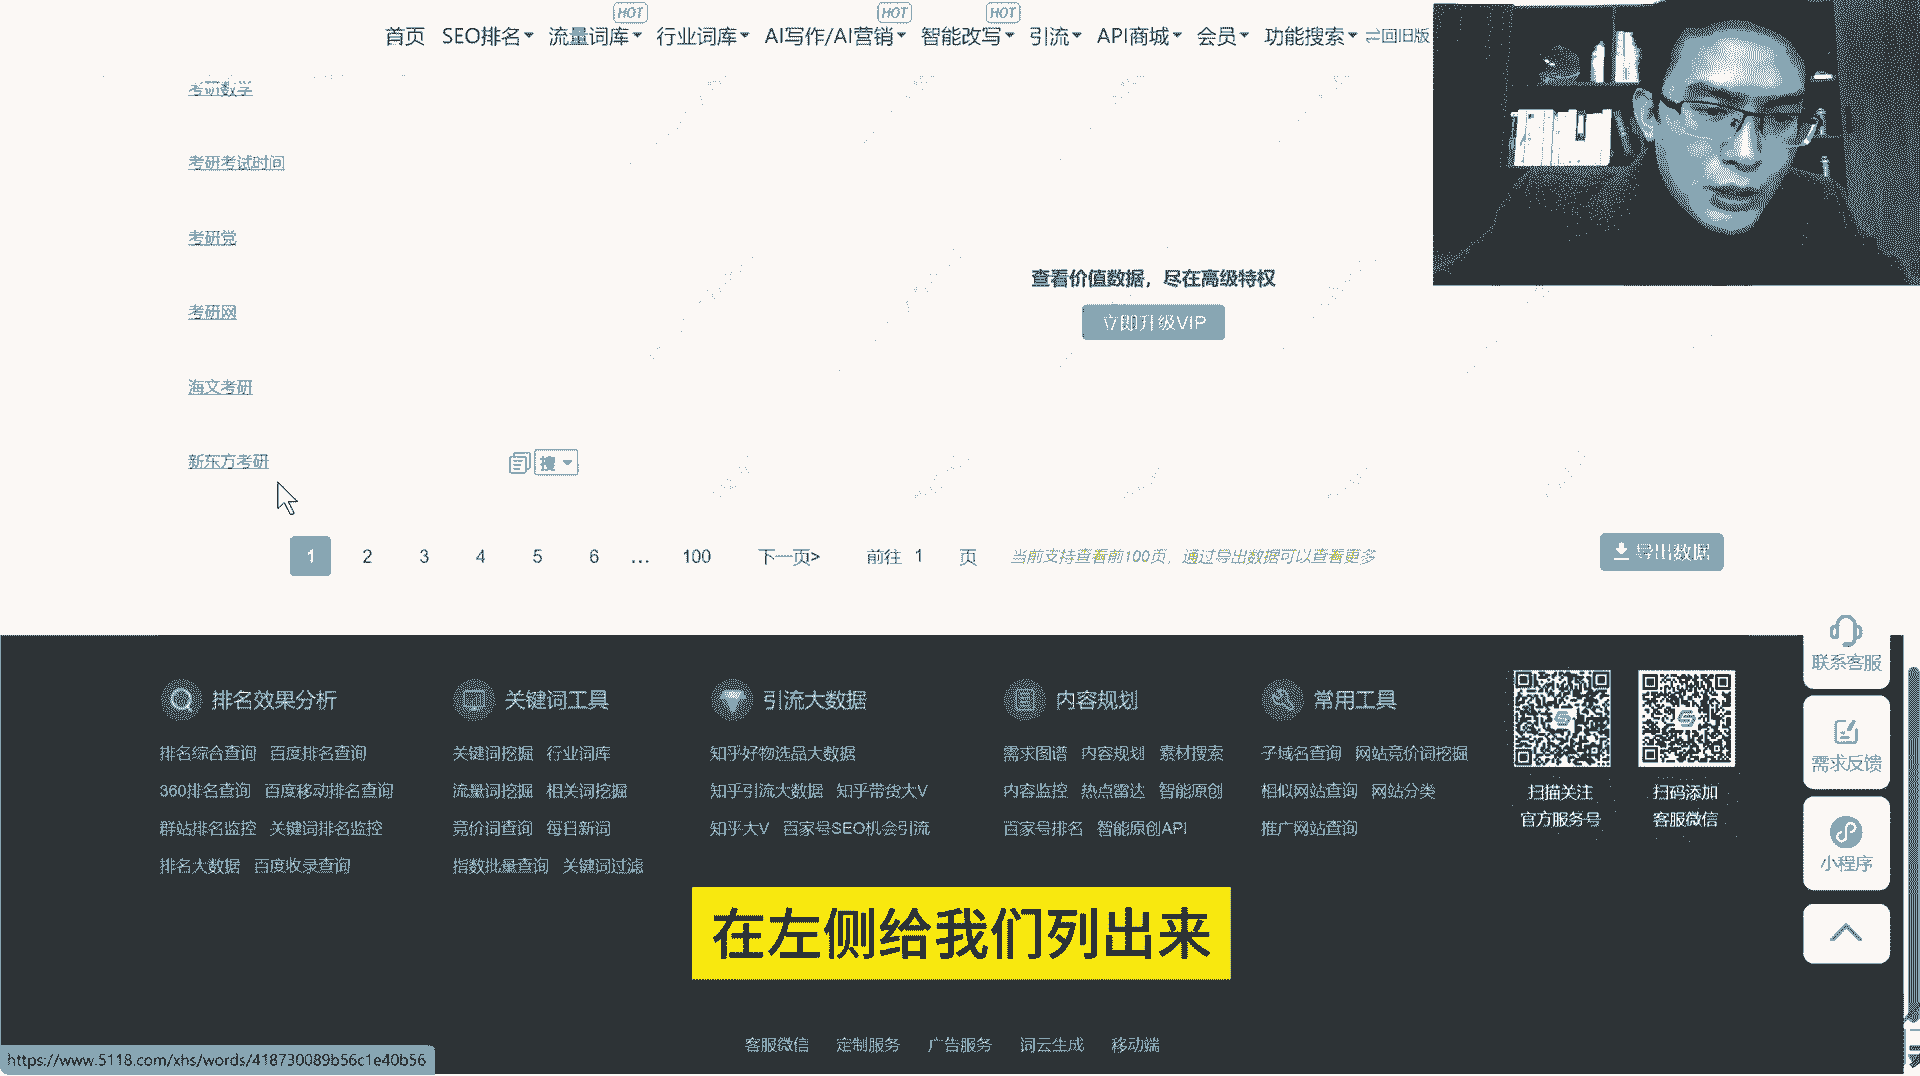 HOT HOT HOT
首页 SEO排名 流量词库 行业词库 AI写作/AI营销 智能改写 引流 API商城 会员 功能搜索 回旧版
考研数学
考研考试时间
考研党
考研网
海文考研
新东方考研
搜
查看价值数据，尽在高级特权
立即升级VIP
1 2 3 4 5 6 … 100 下一页> 前往 1 页 当前支持查看前100页，通过导出数据可以查看更多
导出数据
联系客服
需求反馈
小程序
排名效果分析
排名综合查询 百度排名查询
360排名查询 百度移动排名查询
群站排名监控 关键词排名监控
排名大数据 百度收录查询
关键词工具
关键词挖掘 行业词库
流量词挖掘 相关词挖掘
竞价词查询 每日新词
指数批量查询 关键词过滤
引流大数据
知乎好物选品大数据
知乎引流大数据 知乎带货大V
知乎大V 百家号SEO机会引流
内容规划
需求图谱 内容规划 素材搜索
内容监控 热点雷达 智能原创
百家号排名 智能原创API
常用工具
子域名查询 网站竞价词挖掘
相似网站查询 网站分类
推广网站查询
扫描关注
官方服务号
扫码添加
客服微信
在左侧给我们列出来
客服微信 定制服务 广告服务 词云生成 移动端
https://www.5118.com/xhs/words/418730089b56c1e40b56